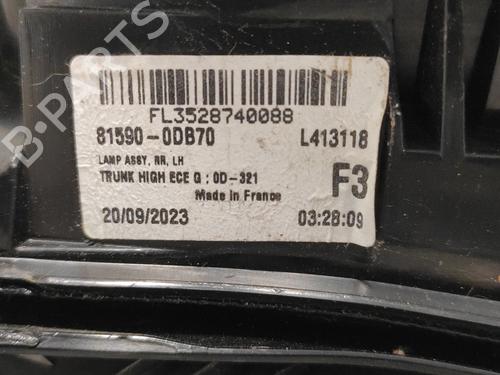 FL3528740088
81590-0DB70 L413118
LAMP ASSY, RR, LH
TRUNK HIGH ECE Q : 0D-321 F3
Made in France
20/09/2023 03:28:09
B-PARTS